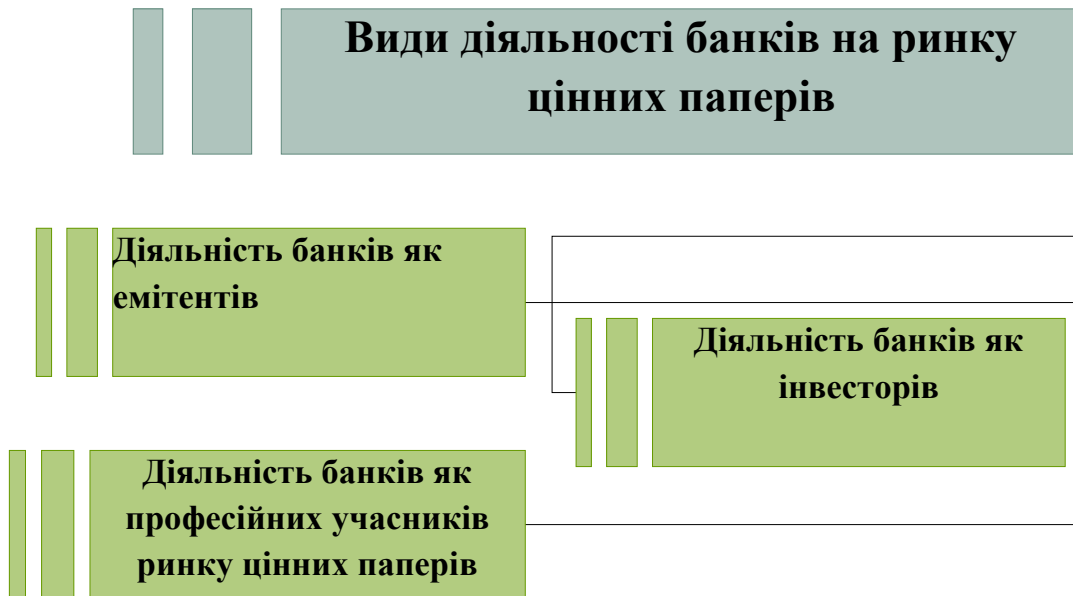 Види діяльності банків на ринку
цінних паперів
Діяльність банків як
емітентів
Діяльність банків як
інвесторів
Діяльність банків як
професійних учасників
ринку цінних паперів